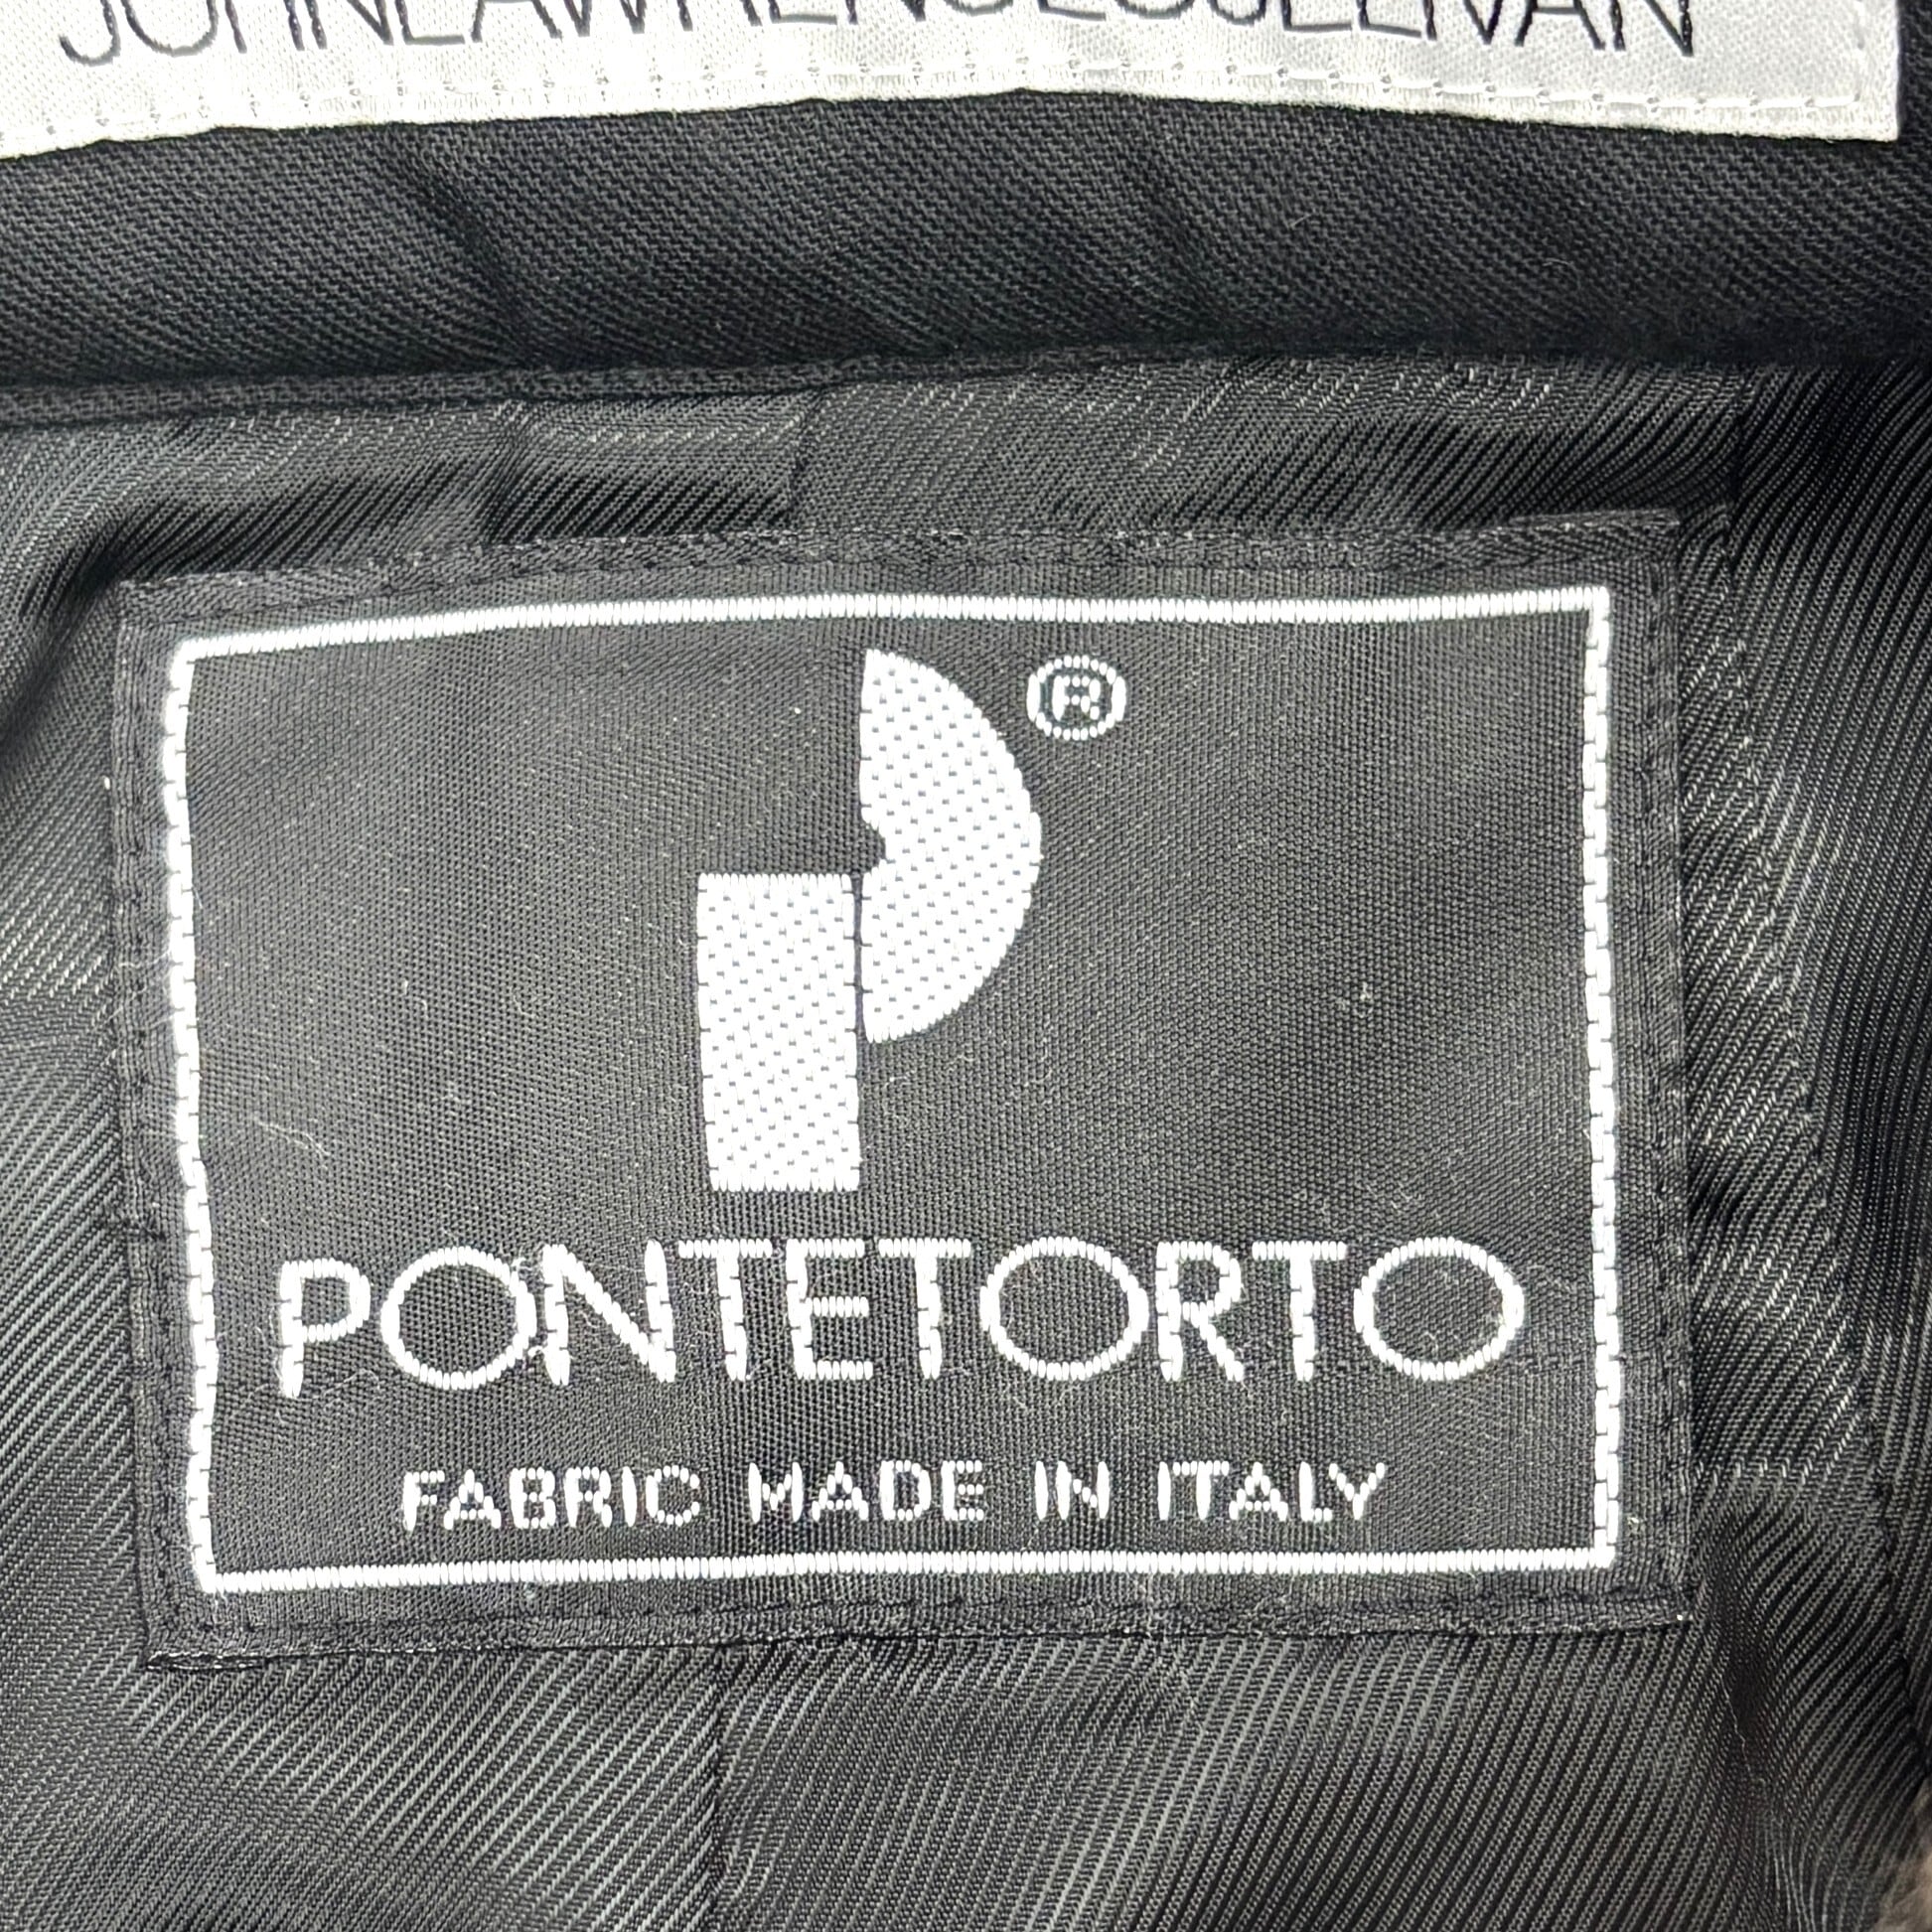 JOHNLAWRENCESULLIVAN
®
PONTETORTO
FABRIC MADE IN ITALY